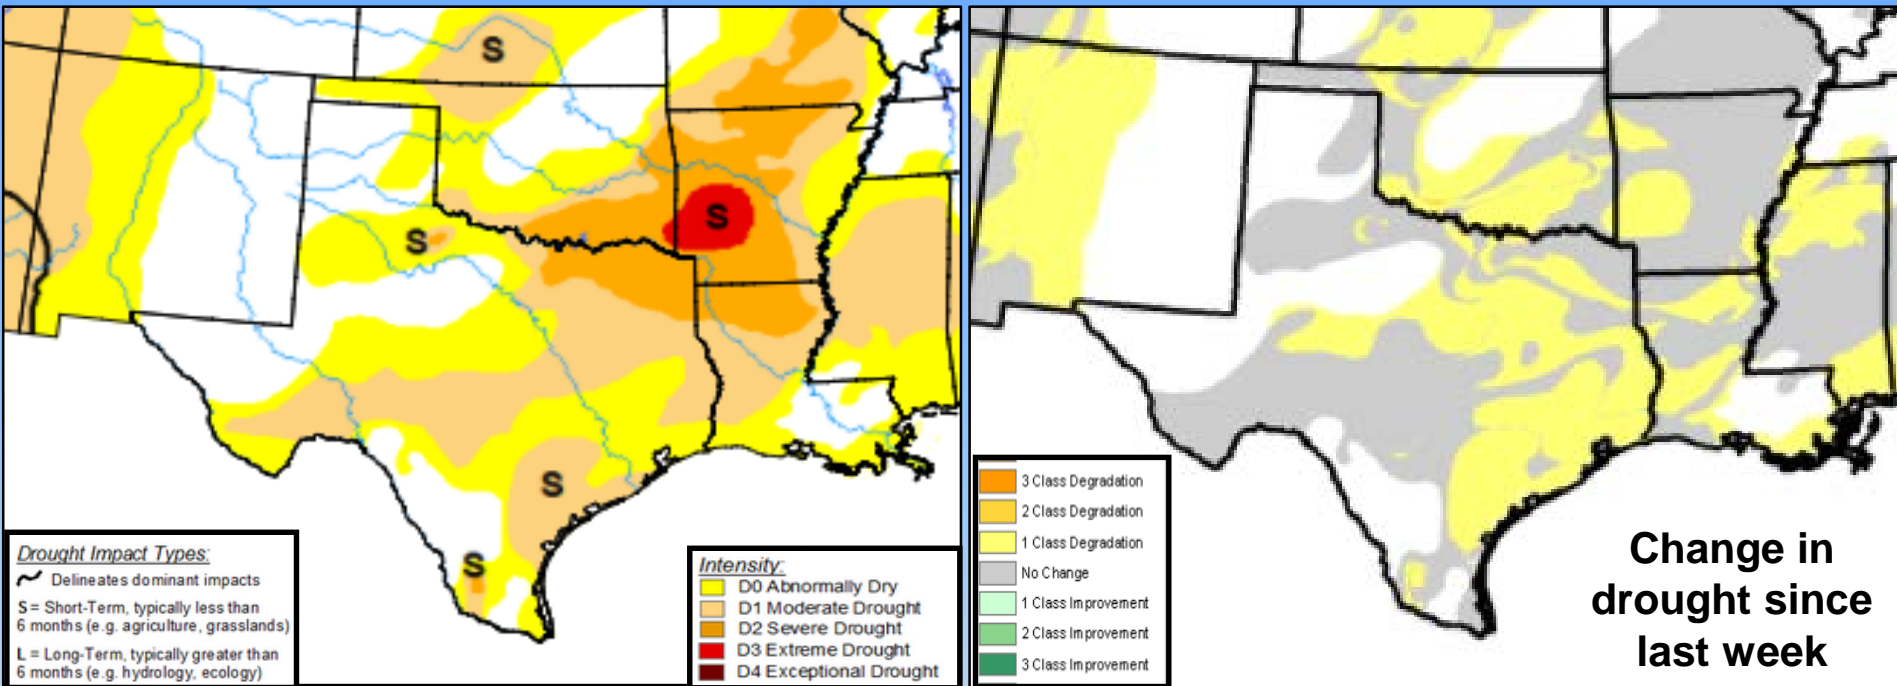 S
S
S
S
S
Drought Impact Types:
Delineates dominant impacts
S = Short-Term, typically less than
6 months (e.g. agriculture, grasslands)
L = Long-Term, typically greater than
6 months (e.g. hydrology, ecology)
Intensity:
D0 Abnormally Dry
D1 Moderate Drought
D2 Severe Drought
D3 Extreme Drought
D4 Exceptional Drought
3 Class Degradation
2 Class Degradation
1 Class Degradation
No Change
1 Class Improvement
2 Class Improvement
3 Class Improvement
Change in
drought since
last week